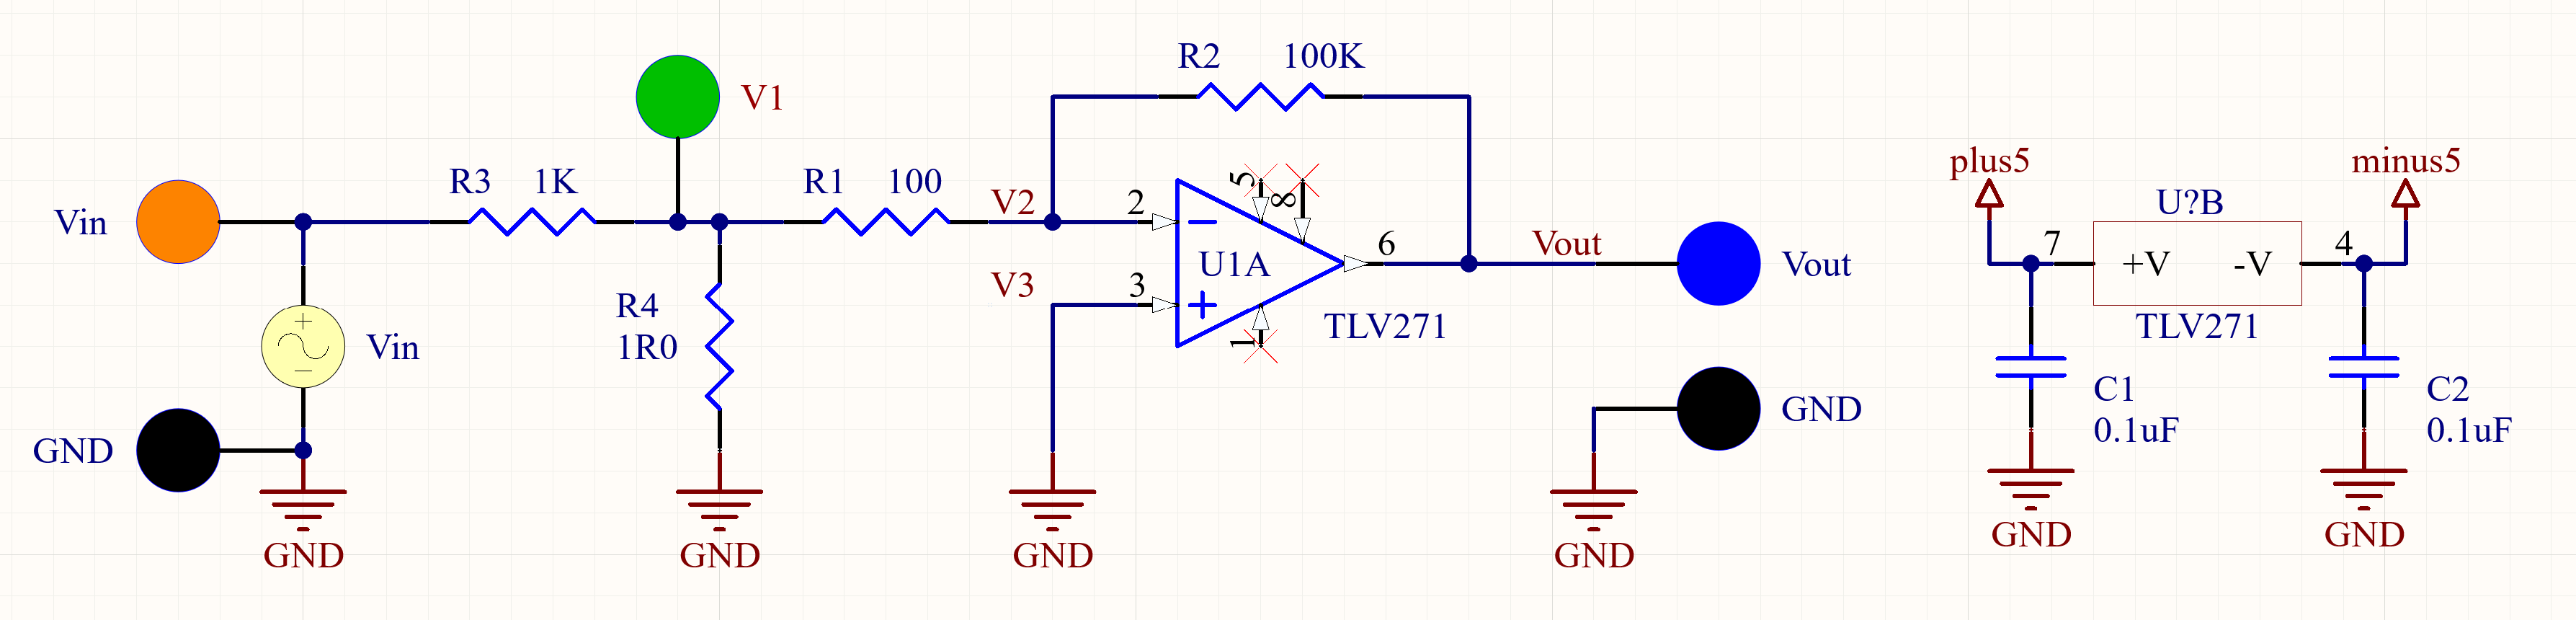 R2 100K
V1
plus5 minus5
R3 1K R1 100 V2 2 5 8 U?B
Vin
6 Vout 7 4
U1A Vout +V -V
V3 3
R4 TLV271 TLV271
1R0 Vin 1
C1 C2
GND
0.1uF 0.1uF
GND
GND GND
GND GND GND GND